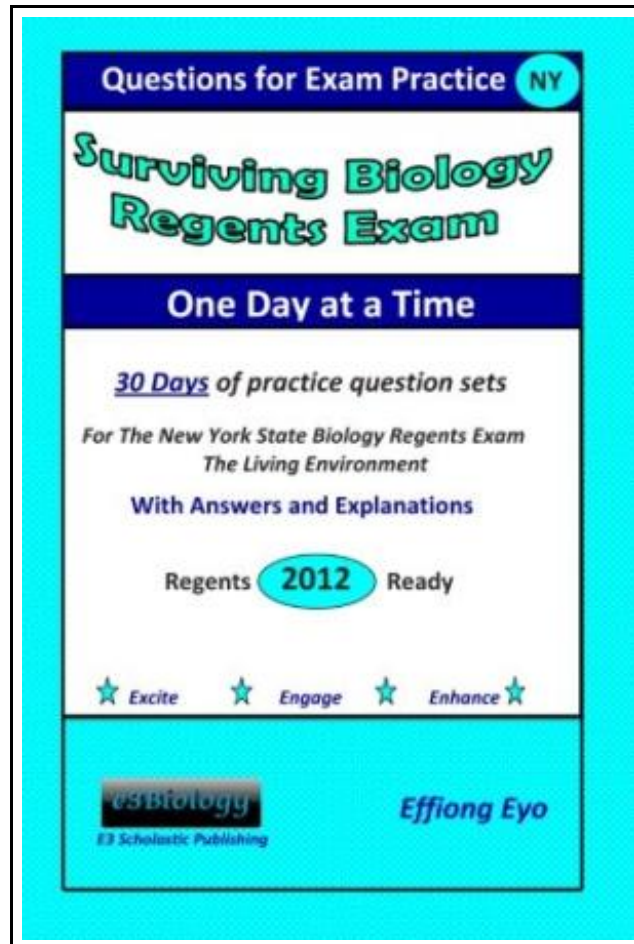 Questions for Exam Practice NY
Surviving Biology
Regents Exam
One Day at a Time
30 Days of practice question sets
For The New York State Biology Regents Exam
The Living Environment
With Answers and Explanations
Regents 2012 Ready
Excite Engage Enhance
e3Biology
E3 Scholastic Publishing
Effiong Eyo